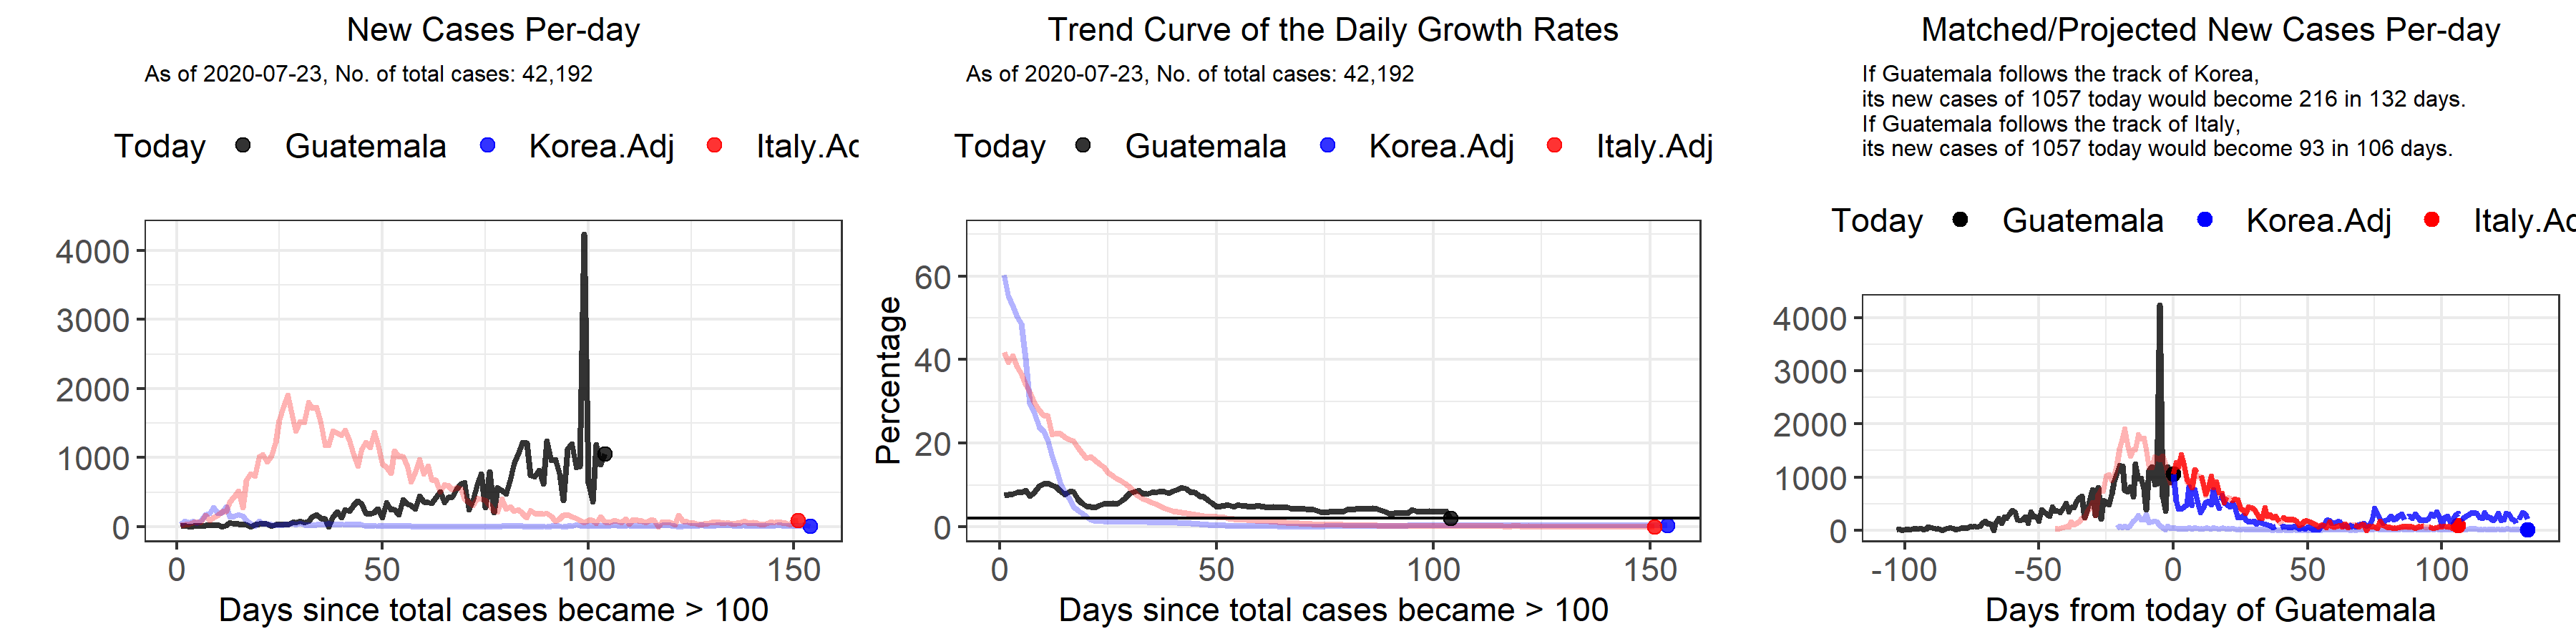 New Cases Per-day
As of 2020-07-23, No. of total cases: 42,192
Today Guatemala Korea.Adj Italy.Ac
4000
3000
2000
1000
0
0 50 100 150
Days since total cases became > 100
Trend Curve of the Daily Growth Rates
As of 2020-07-23, No. of total cases: 42,192
Today Guatemala Korea.Adj Italy.Adj
Percentage
60
40
20
0
0 50 100 150
Days since total cases became > 100
Matched/Projected New Cases Per-day
If Guatemala follows the track of Korea,
its new cases of 1057 today would become 216 in 132 days.
If Guatemala follows the track of Italy,
its new cases of 1057 today would become 93 in 106 days.
Today Guatemala Korea.Adj Italy.Ac
4000
3000
2000
1000
0
-100 -50 0 50 100
Days from today of Guatemala